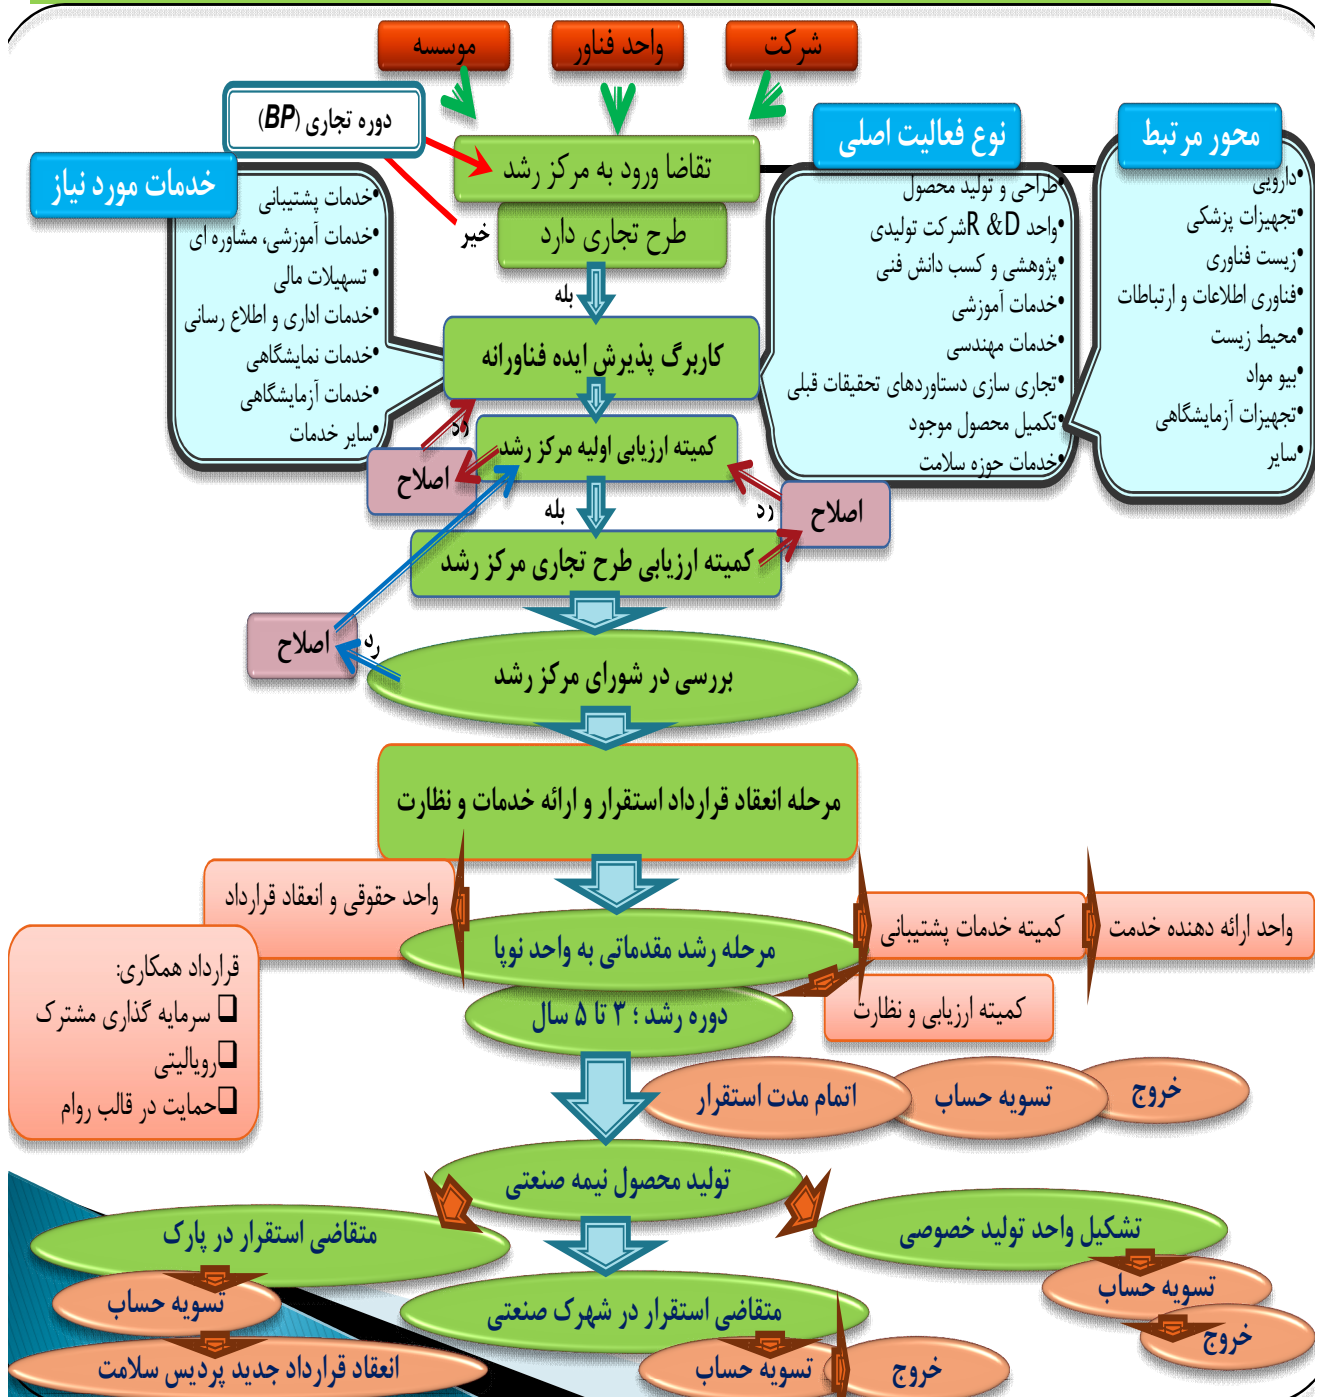 شرکت
واحد فناور
موسسه
دوره تجاری (BP)
تقاضا ورود به مرکز رشد
طرح تجاری دارد
خیر
بله
محور مرتبط
•دارویی
•تجهیزات پزشکی
•زیست فناوری
•فناوری اطلاعات و ارتباطات
•محیط زیست
•بیو مواد
•تجهیزات آزمایشگاهی
•سایر
نوع فعالیت اصلی
•طراحی و تولید محصول
•واحد R &D شرکت تولیدی
•پژوهشی و کسب دانش فنی
•خدمات آموزشی
•خدمات مهندسی
•تجاری سازی دستاوردهای تحقیقات قبلی
•تکمیل محصول موجود
•خدمات حوزه سلامت
خدمات مورد نیاز
•خدمات پشتیبانی
•خدمات آموزشی، مشاوره ای
• تسهیلات مالی
•خدمات اداری و اطلاع رسانی
•خدمات نمایشگاهی
•خدمات آزمایشگاهی
•سایر خدمات
کاربرگ پذیرش ایده فناورانه
رد
کمیته ارزیابی اولیه مرکز رشد
اصلاح
بله
رد
اصلاح
کمیته ارزیابی طرح تجاری مرکز رشد
بررسی در شورای مرکز رشد
رد
اصلاح
مرحله انعقاد قرارداد استقرار و ارائه خدمات و نظارت
واحد حقوقی و انعقاد قرارداد
مرحله رشد مقدماتی به واحد نوپا
کمیته خدمات پشتیبانی
واحد ارائه دهنده خدمت
دوره رشد ؛ ۳ تا ۵ سال
کمیته ارزیابی و نظارت
قرارداد همکاری:
❑ سرمایه گذاری مشترک
❑رویالیتی
❑حمایت در قالب روام
اتمام مدت استقرار
تسویه حساب
خروج
تولید محصول نیمه صنعتی
تشکیل واحد تولید خصوصی
تسویه حساب
خروج
متقاضی استقرار در پارک
تسویه حساب
انعقاد قرارداد جدید پردیس سلامت
متقاضی استقرار در شهرک صنعتی
تسویه حساب
خروج